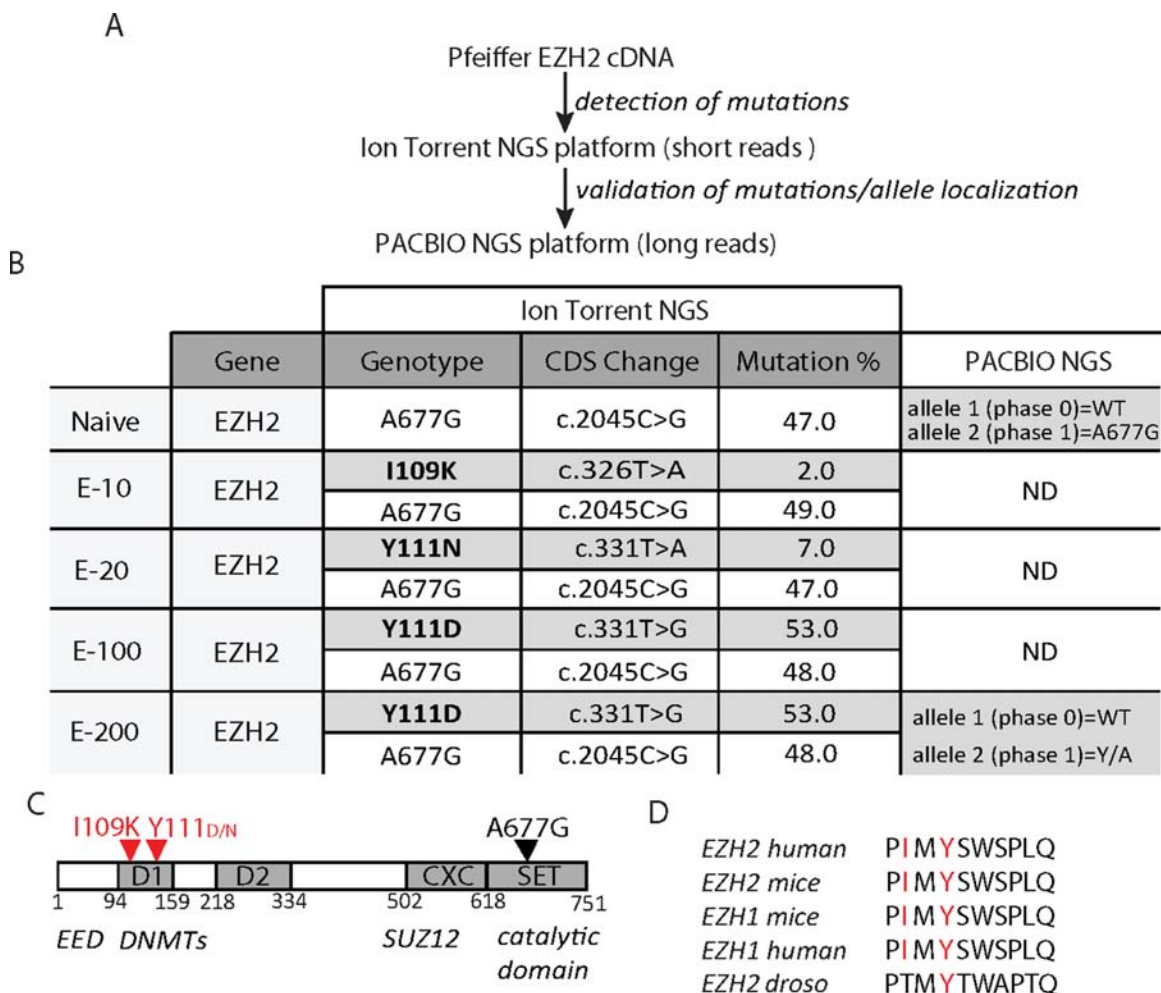 A
Pfeiffer EZH2 cDNA
detection of mutations
Ion Torrent NGS platform (short reads )
validation of mutations/allele localization
PACBIO NGS platform (long reads)
B
Ion Torrent NGS
Gene Genotype CDS Change Mutation % PACBIO NGS
Naive EZH2 A677G c.2045C>G 47.0 allele 1 (phase 0)=WT
allele 2 (phase 1)=A677G
E-10 EZH2 I109K c.326T>A 2.0 ND
A677G c.2045C>G 49.0
E-20 EZH2 Y111N c.331T>A 7.0 ND
A677G c.2045C>G 47.0
E-100 EZH2 Y111D c.331T>G 53.0 ND
A677G c.2045C>G 48.0
E-200 EZH2 Y111D c.331T>G 53.0 allele 1 (phase 0)=WT
A677G c.2045C>G 48.0 allele 2 (phase 1)=Y/A
C
I109K Y111D/N A677G
D1 D2 CXC SET
1 94 159 218 334 502 618 751
EED DNMTs SUZ12 catalytic
domain
D
EZH2 human PIMYSWSPLQ
EZH2 mice PIMYSWSPLQ
EZH1 mice PIMYSWSPLQ
EZH1 human PIMYSWSPLQ
EZH2 droso PTMYTWAPTQ